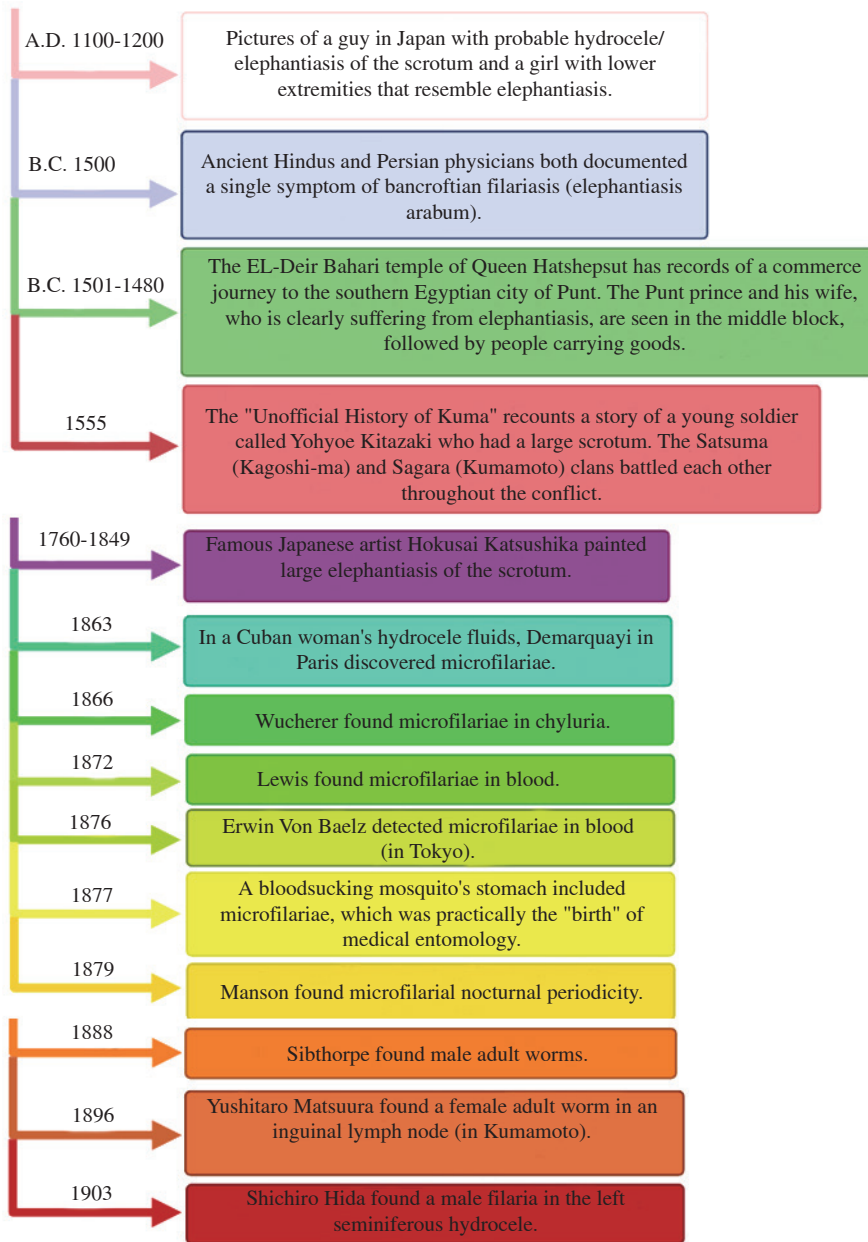 A.D. 1100-1200
Pictures of a guy in Japan with probable hydrocele/
elephantiasis of the scrotum and a girl with lower
extremities that resemble elephantiasis.
B.C. 1500
Ancient Hindus and Persian physicians both documented
a single symptom of bancroftian filariasis (elephantiasis
arabum).
B.C. 1501-1480
The EL-Deir Bahari temple of Queen Hatshepsut has records of a commerce
journey to the southern Egyptian city of Punt. The Punt prince and his wife,
who is clearly suffering from elephantiasis, are seen in the middle block,
followed by people carrying goods.
1555
The "Unofficial History of Kuma" recounts a story of a young soldier
called Yohyoe Kitazaki who had a large scrotum. The Satsuma
(Kagoshi-ma) and Sagara (Kumamoto) clans battled each other
throughout the conflict.
1760-1849
Famous Japanese artist Hokusai Katsushika painted
large elephantiasis of the scrotum.
1863
In a Cuban woman's hydrocele fluids, Demarquayi in
Paris discovered microfilariae.
1866
Wucherer found microfilariae in chyluria.
1872
Lewis found microfilariae in blood.
1876
Erwin Von Baelz detected microfilariae in blood
(in Tokyo).
1877
A bloodsucking mosquito's stomach included
microfilariae, which was practically the "birth" of
medical entomology.
1879
Manson found microfilarial nocturnal periodicity.
1888
Sibthorpe found male adult worms.
1896
Yushitaro Matsuura found a female adult worm in an
inguinal lymph node (in Kumamoto).
1903
Shichiro Hida found a male filaria in the left
seminiferous hydrocele.